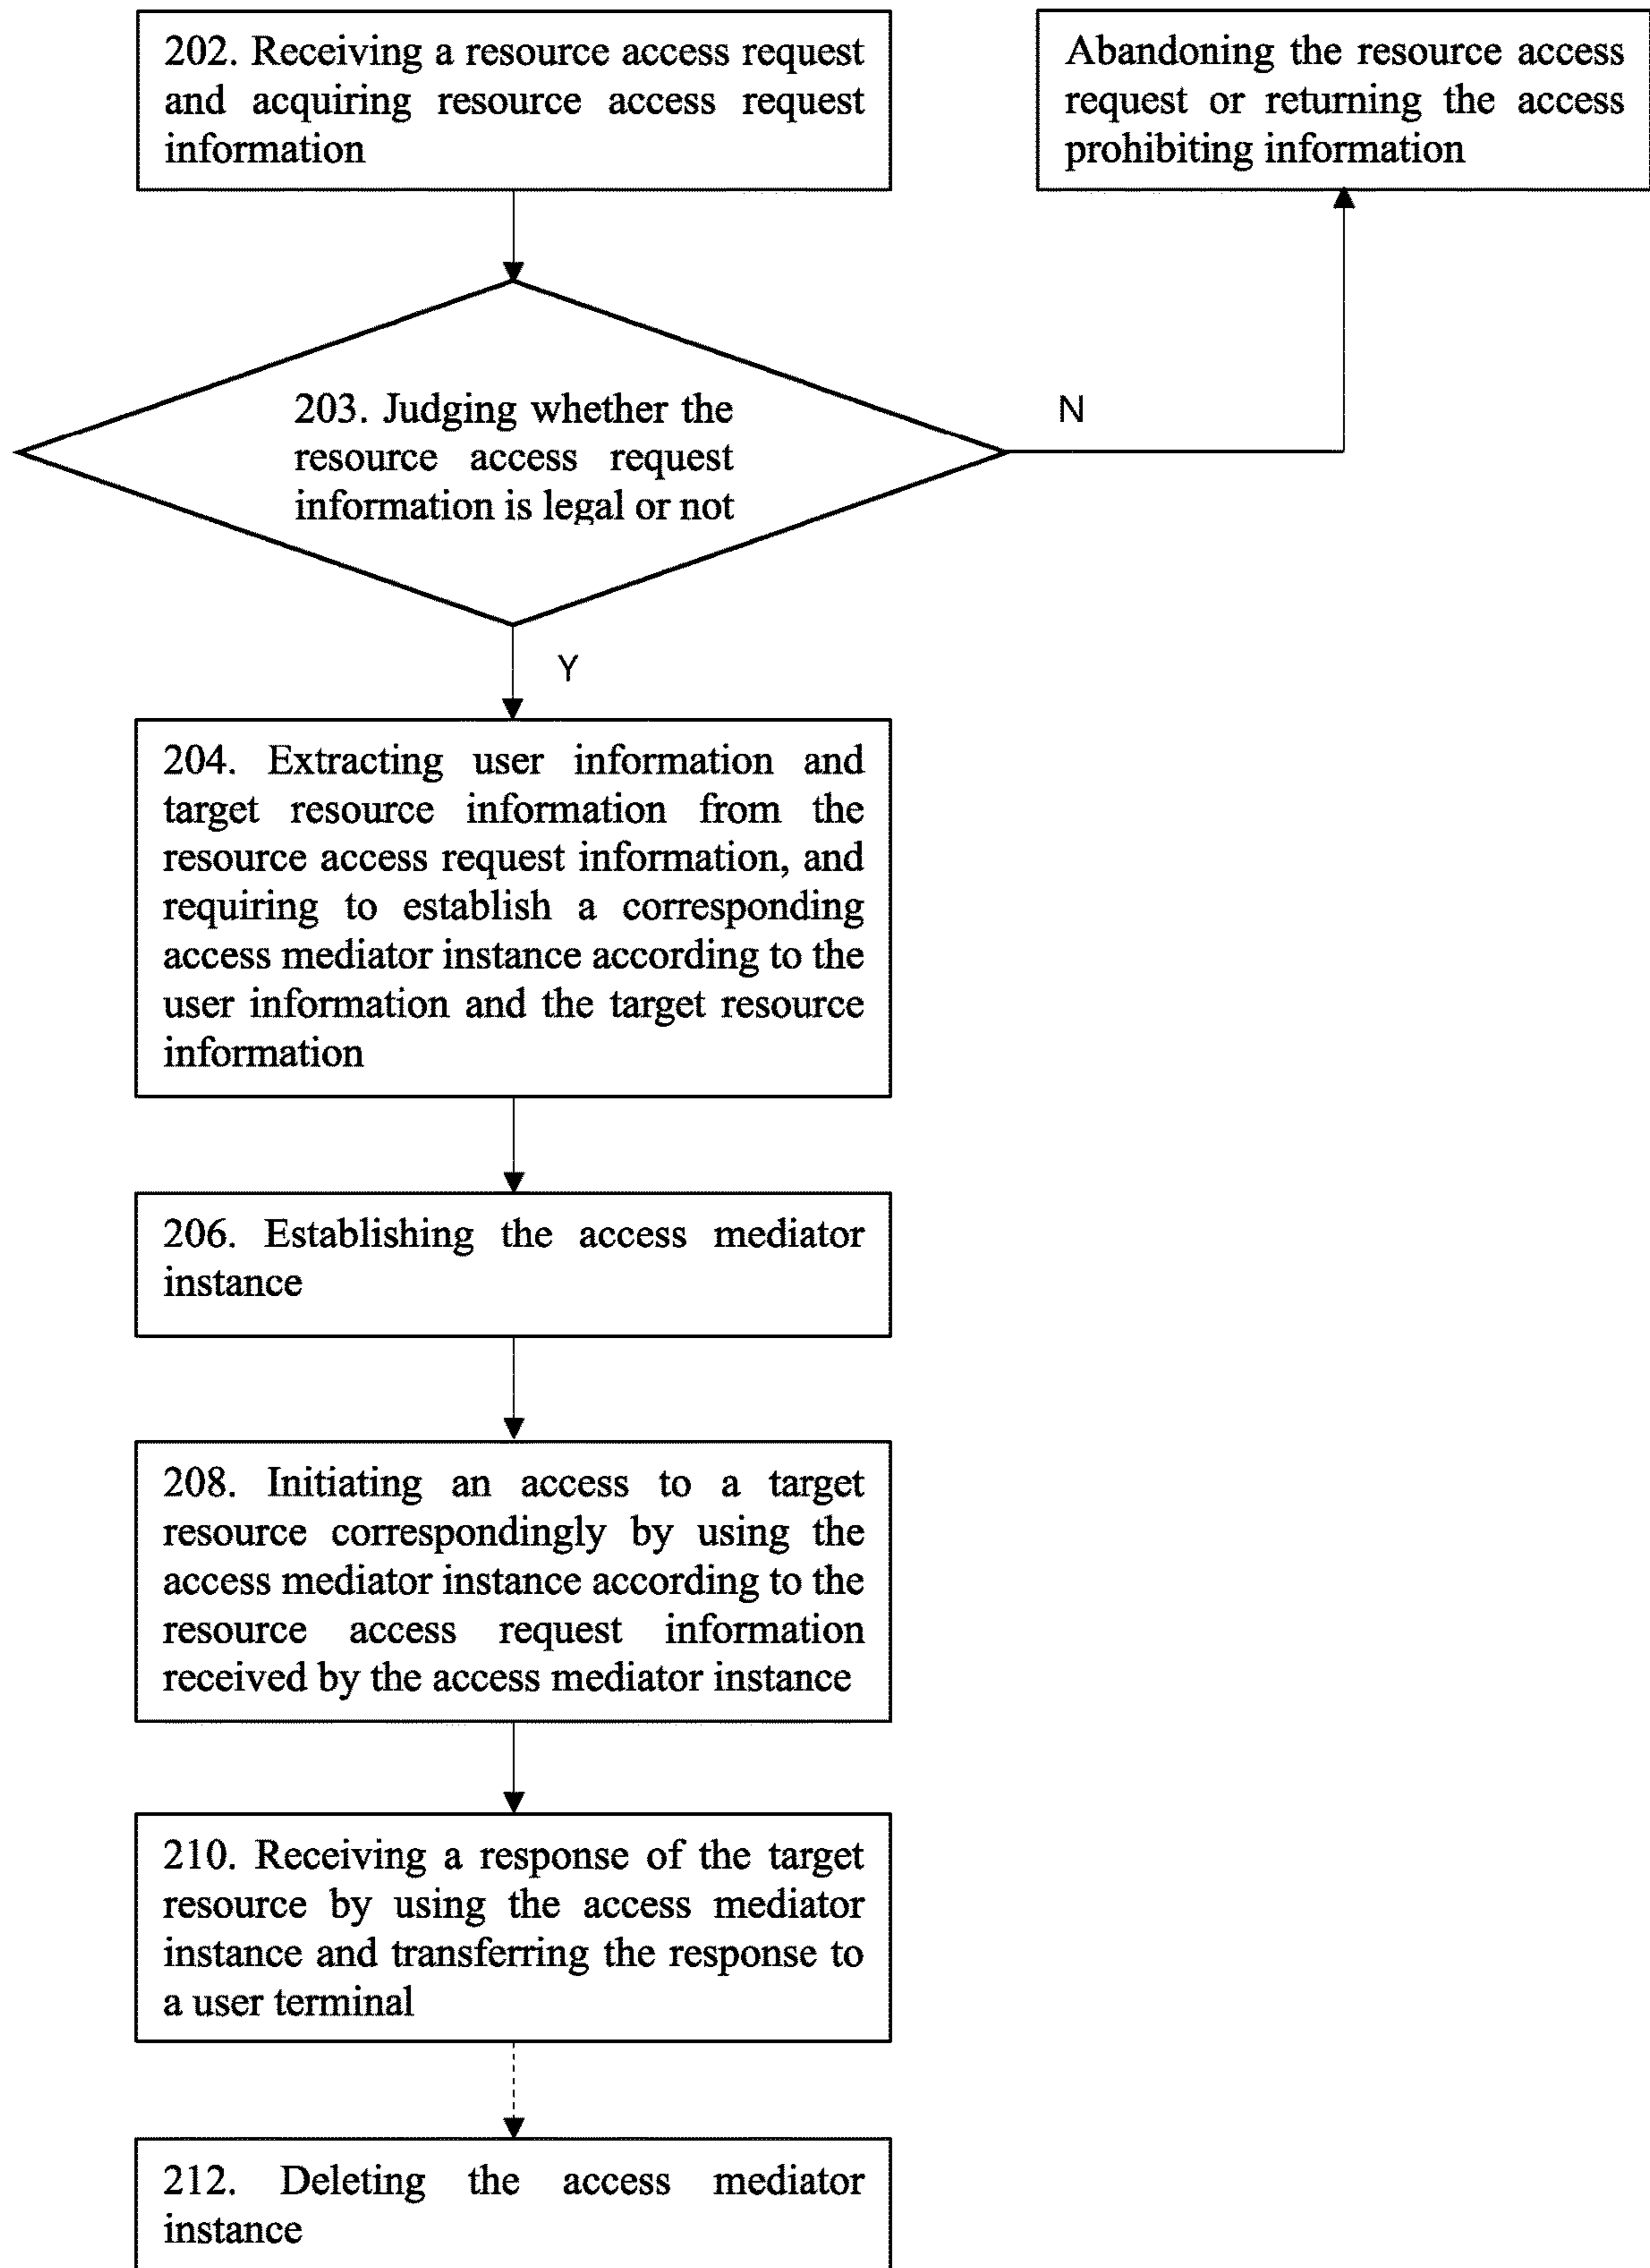 202. Receiving a resource access request
and acquiring resource access request
information
Abandoning the resource access
request or returning the access
prohibiting information
203. Judging whether the
resource access request
information is legal or not
N
Y
204. Extracting user information and
target resource information from the
resource access request information, and
requiring to establish a corresponding
access mediator instance according to the
user information and the target resource
information
206. Establishing the access mediator
instance
208. Initiating an access to a target
resource correspondingly by using the
access mediator instance according to the
resource access request information
received by the access mediator instance
210. Receiving a response of the target
resource by using the access mediator
instance and transferring the response to
a user terminal
212. Deleting the access mediator
instance